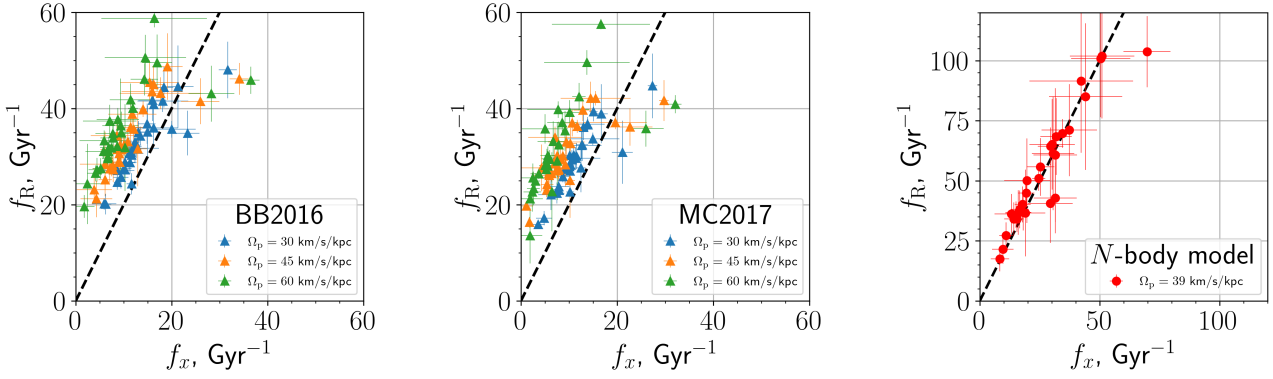 60
40
20
0
0
20
40
60
f_R, Gyr⁻¹
f_x, Gyr⁻¹
BB2016
Ω_p = 30 km/s/kpc
Ω_p = 45 km/s/kpc
Ω_p = 60 km/s/kpc
60
40
20
0
0
20
40
60
f_R, Gyr⁻¹
f_x, Gyr⁻¹
MC2017
Ω_p = 30 km/s/kpc
Ω_p = 45 km/s/kpc
Ω_p = 60 km/s/kpc
100
75
50
25
0
0
50
100
f_R, Gyr⁻¹
f_x, Gyr⁻¹
N-body model
Ω_p = 39 km/s/kpc